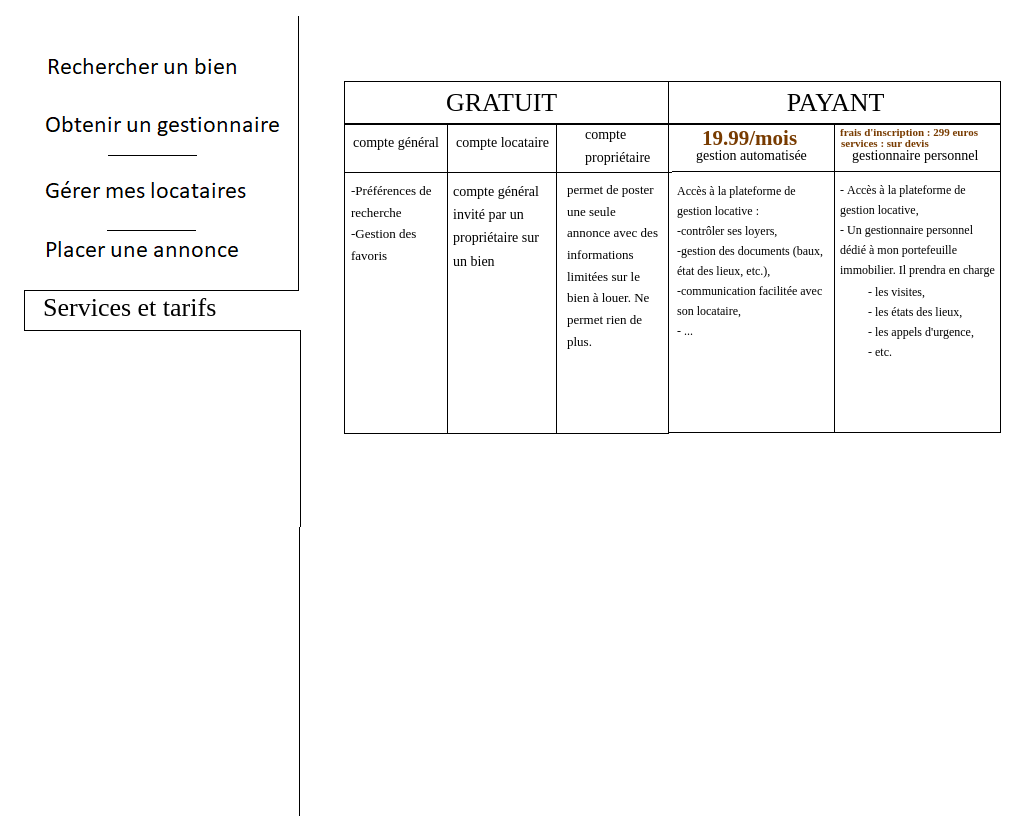 Rechercher un bien
Obtenir un gestionnaire
Gérer mes locataires
Placer une annonce
Services et tarifs
GRATUIT
PAYANT
compte général
compte locataire
compte
propriétaire
19.99/mois
gestion automatisée
frais d'inscription : 299 euros
services : sur devis
gestionnaire personnel
-Préférences de
recherche
-Gestion des
favoris
compte général
invité par un
propriétaire sur
un bien
permet de poster
une seule
annonce avec des
informations
limitées sur le
bien à louer. Ne
permet rien de
plus.
Accès à la plateforme de
gestion locative :
-contrôler ses loyers,
-gestion des documents (baux,
état des lieux, etc.),
-communication facilitée avec
son locataire,
- ...
- Accès à la plateforme de
gestion locative,
- Un gestionnaire personnel
dédié à mon portefeuille
immobilier. Il prendra en charge
- les visites,
- les états des lieux,
- les appels d'urgence,
- etc.